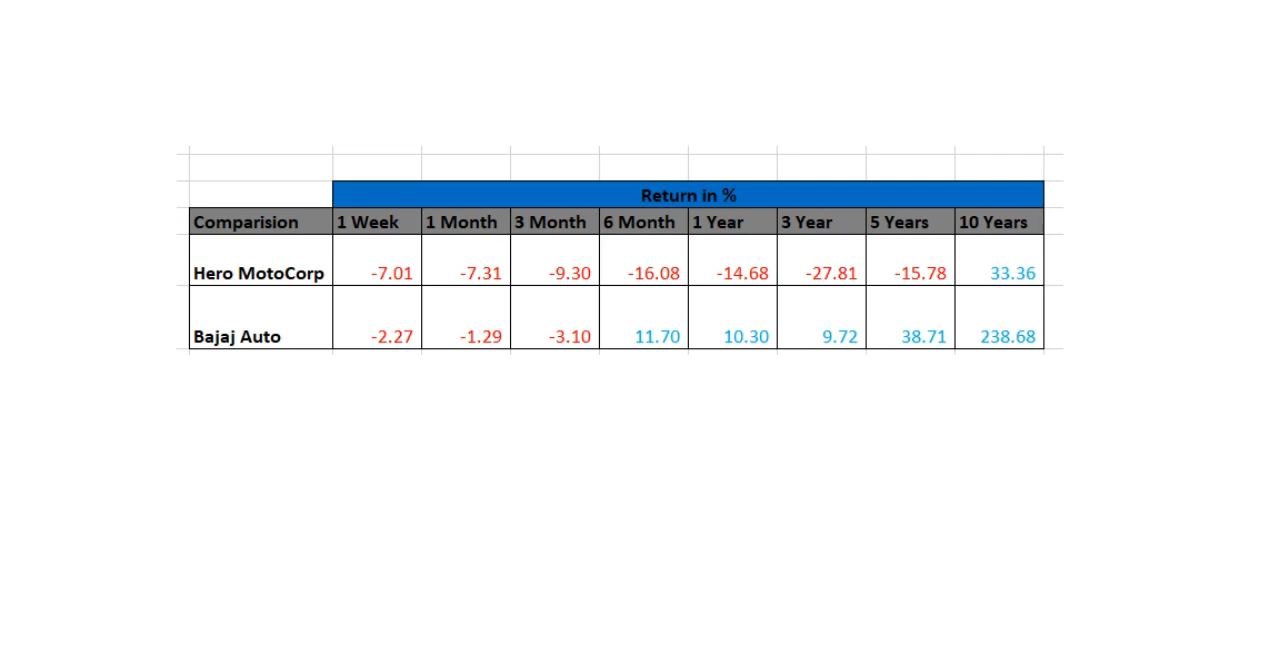 Return in %
Comparision 1 Week 1 Month 3 Month 6 Month 1 Year 3 Year 5 Years 10 Years
Hero MotoCorp -7.01 -7.31 -9.30 -16.08 -14.68 -27.81 -15.78 33.36
Bajaj Auto -2.27 -1.29 -3.10 11.70 10.30 9.72 38.71 238.68